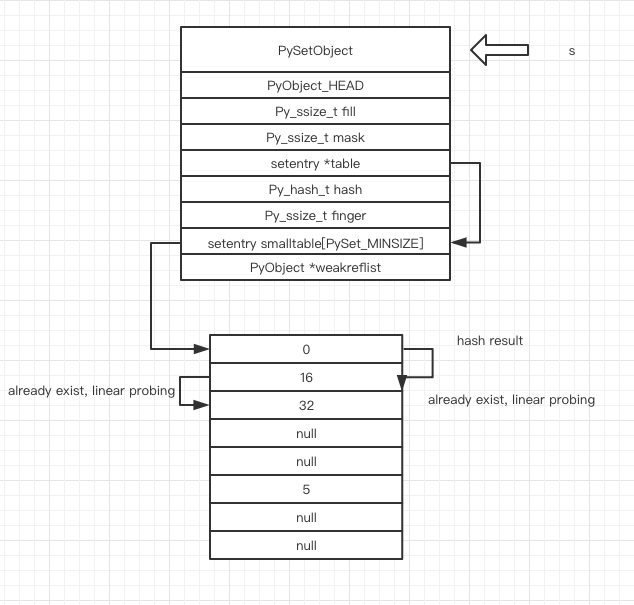 PySetObject
s
PyObject_HEAD
Py_ssize_t fill
Py_ssize_t mask
setentry *table
Py_hash_t hash
Py_ssize_t finger
setentry smalltable[PySet_MINSIZE]
PyObject *weakreflist
0
hash result
16
already exist, linear probing
32
already exist, linear probing
null
null
5
null
null